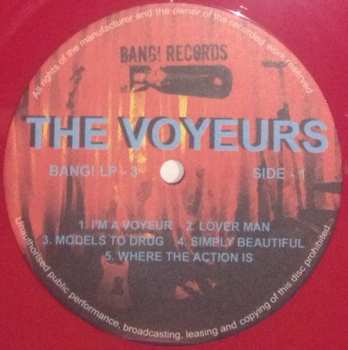 All rights of the manufacturer and the owner of the recorded work reserved
BANG! RECORDS
THE VOYEURS
BANG! LP - 3
SIDE - 1
1. I'M A VOYEUR 2. LOVER MAN
3. MODELS TO DRUG 4. SIMPLY BEAUTIFUL
5. WHERE THE ACTION IS
Unauthorised public performance, broadcasting, leasing and copying of this disc prohibited